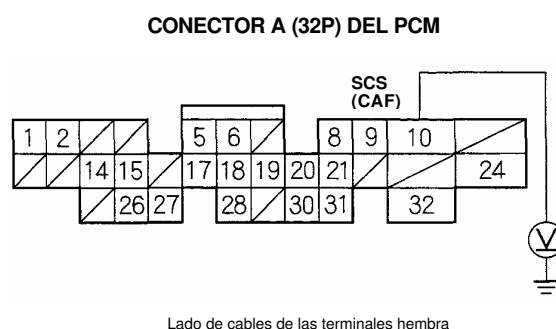 CONECTOR A (32P) DEL PCM
SCS
(CAF)
1 2 5 6 8 9 10
14 15 17 18 19 20 21 24
26 27 28 30 31 32
V
Lado de cables de las terminales hembra